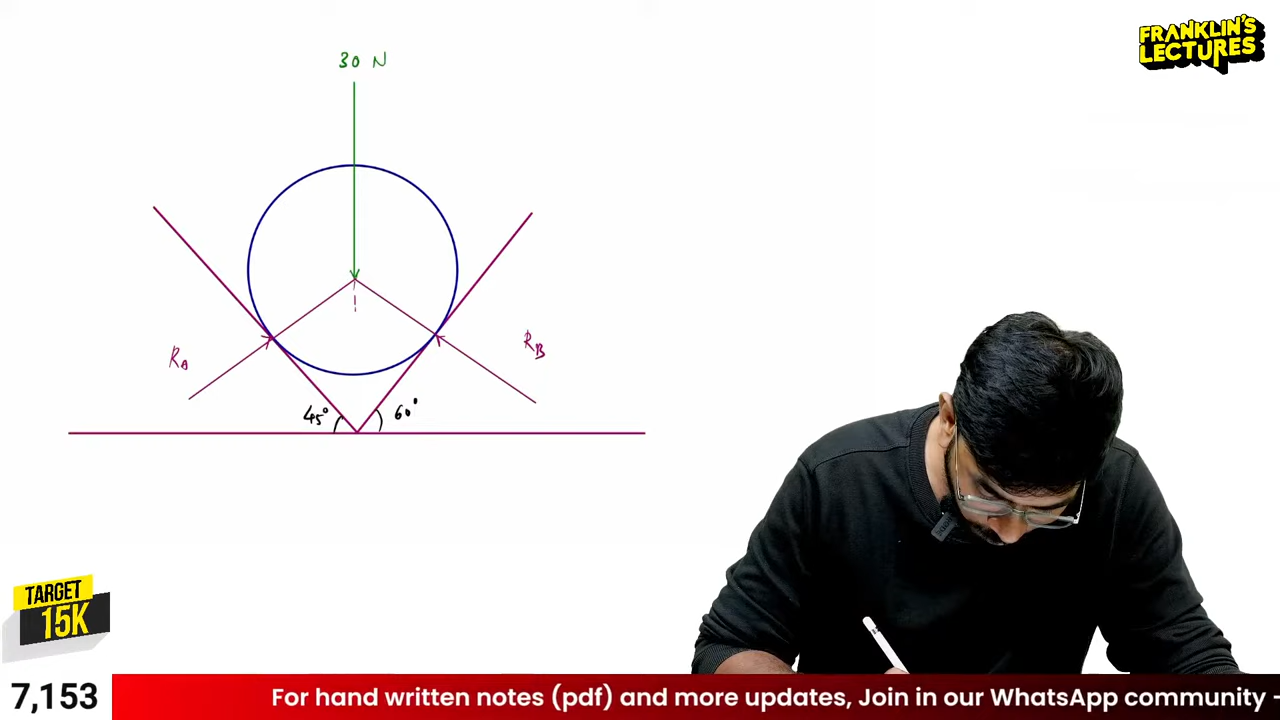 FRANKLIN'S
LECTURES
30 N
R_A
R_B
45°
60°
TARGET
15K
7,153
For hand written notes (pdf) and more updates, Join in our WhatsApp community -